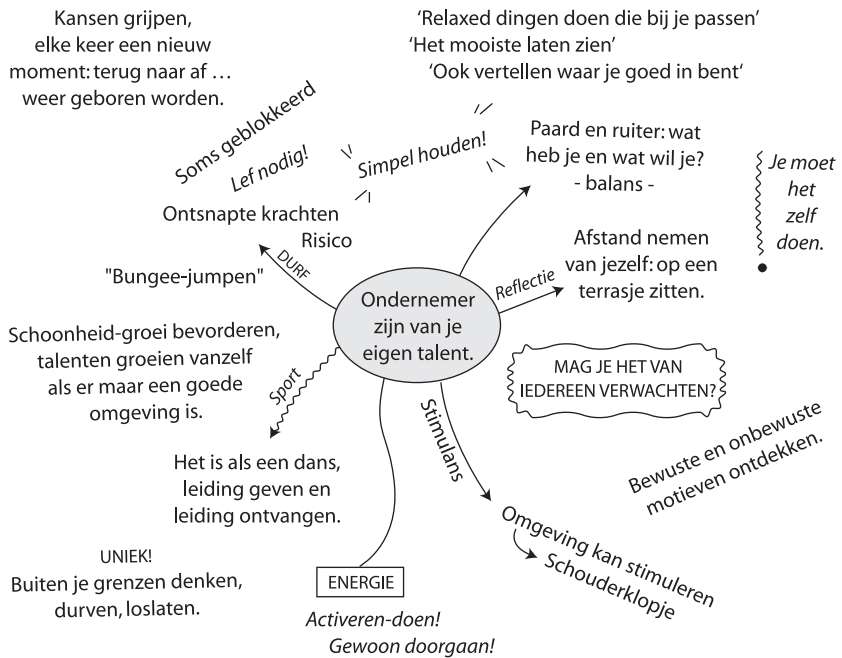 Kansen grijpen,
elke keer een nieuw
moment: terug naar af …
weer geboren worden.
‘Relaxed dingen doen die bij je passen’
‘Het mooiste laten zien’
‘Ook vertellen waar je goed in bent‘
Soms geblokkeerd
Lef nodig!
Simpel houden!
Paard en ruiter: wat
heb je en wat wil je?
- balans -
Je moet
het
zelf
doen.
Ontsnapte krachten
Risico
DURF
"Bungee-jumpen"
Afstand nemen
van jezelf: op een
terrasje zitten.
Reflectie
Ondernemer
zijn van je
eigen talent.
Schoonheid-groei bevorderen,
talenten groeien vanzelf
als er maar een goede
omgeving is.
MAG JE HET VAN
IEDEREEN VERWACHTEN?
Sport
Stimulans
Het is als een dans,
leiding geven en
leiding ontvangen.
Bewuste en onbewuste
motieven ontdekken.
Omgeving kan stimuleren
Schouderklopje
UNIEK!
Buiten je grenzen denken,
durven, loslaten.
ENERGIE
Activeren-doen!
Gewoon doorgaan!